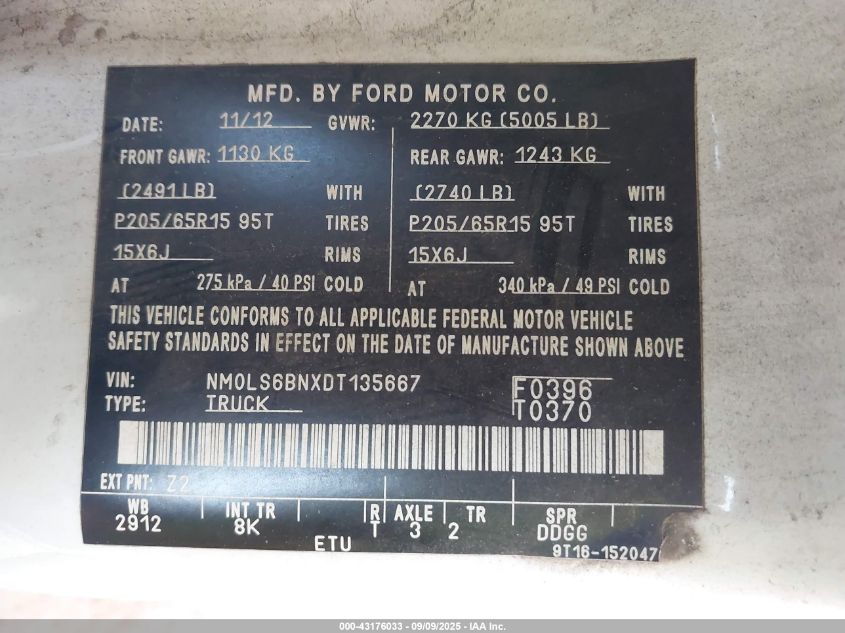 MFD. BY FORD MOTOR CO.
DATE: 11/12 GVWR: 2270 KG (5005 LB)
FRONT GAWR: 1130 KG REAR GAWR: 1243 KG
(2491 LB) WITH (2740 LB) WITH
P205/65R15 95T TIRES P205/65R15 95T TIRES
15X6J RIMS 15X6J RIMS
AT 275 kPa / 40 PSI COLD AT 340 kPa / 49 PSI COLD
THIS VEHICLE CONFORMS TO ALL APPLICABLE FEDERAL MOTOR VEHICLE
SAFETY STANDARDS IN EFFECT ON THE DATE OF MANUFACTURE SHOWN ABOVE
VIN: NM0LS6BNXDT135667 F0396
TYPE: TRUCK T0370
EXT PNT: Z2
WB INT TR R AXLE TR SPR
2912 8K T 3 2 DDGG
ETU 9T16-152047
000-43176033 - 09/09/2025 - IAA Inc.